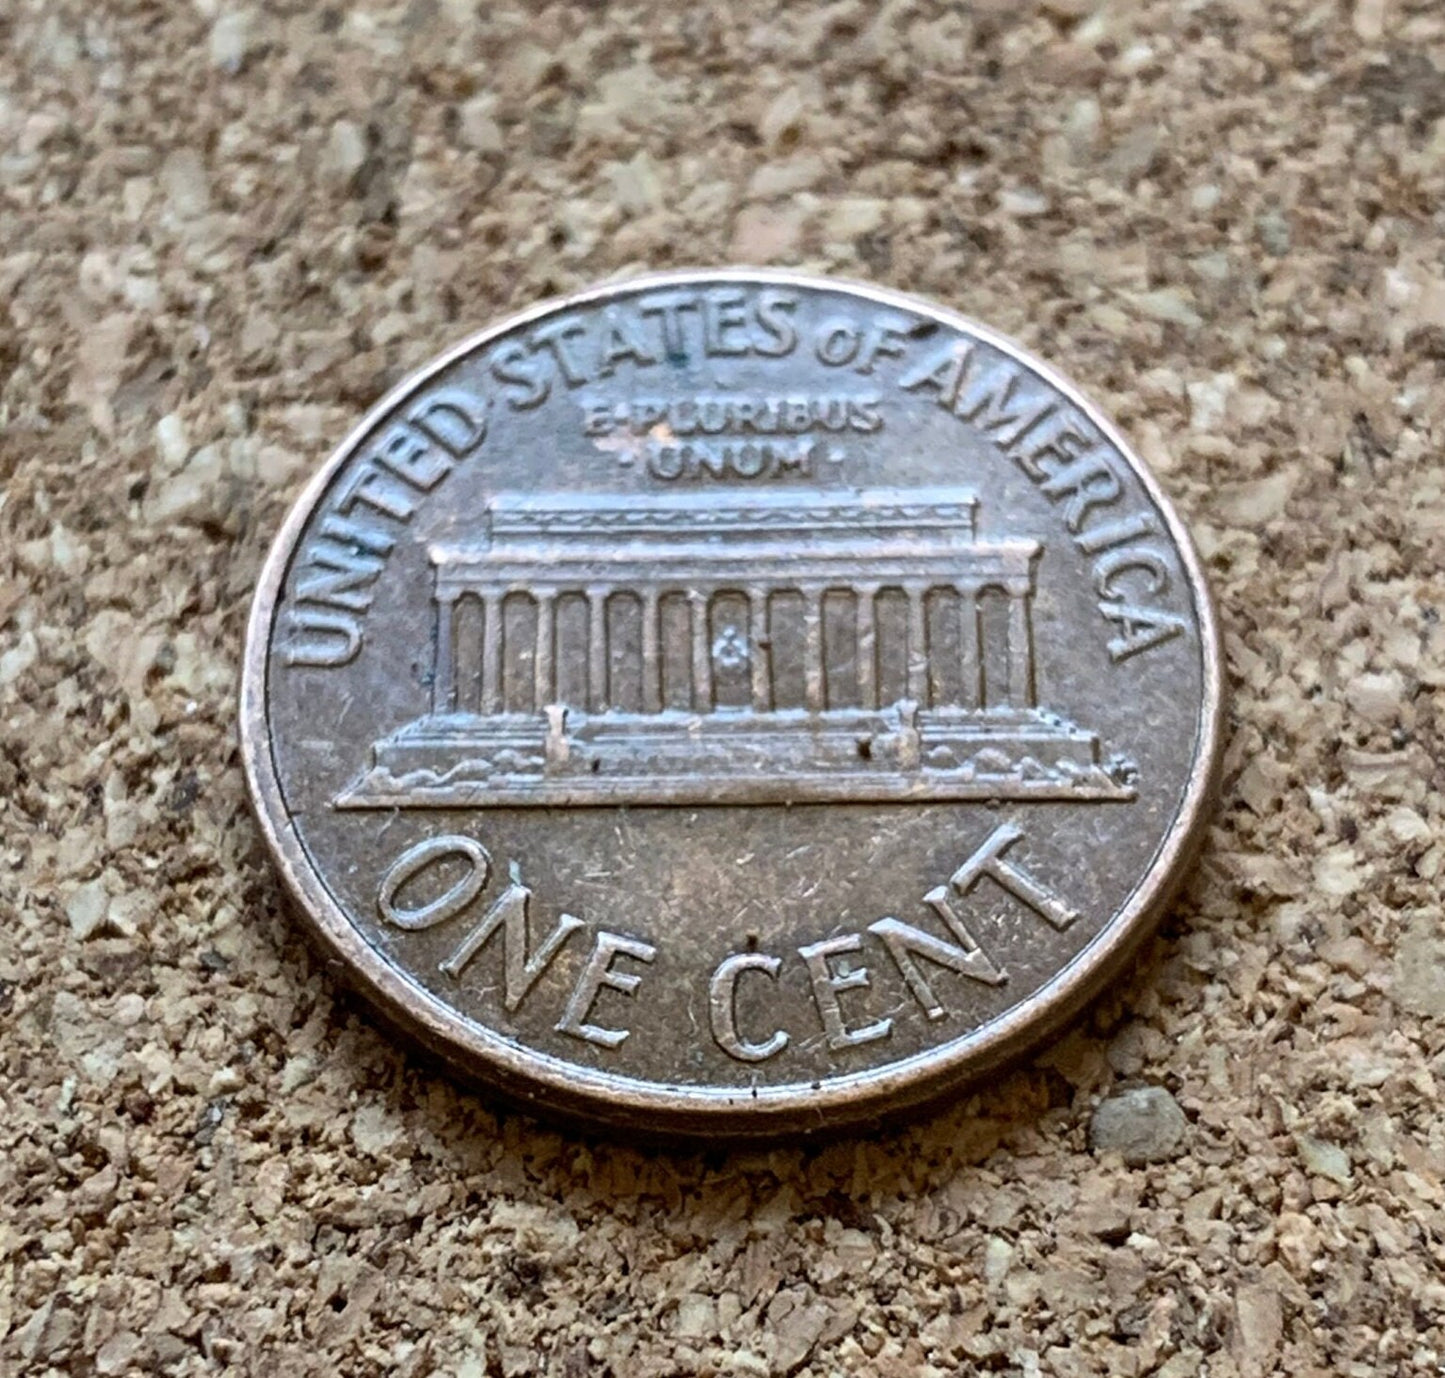 UNITED STATES OF AMERICA
E·PLURIBUS
·UNUM·
ONE CENT